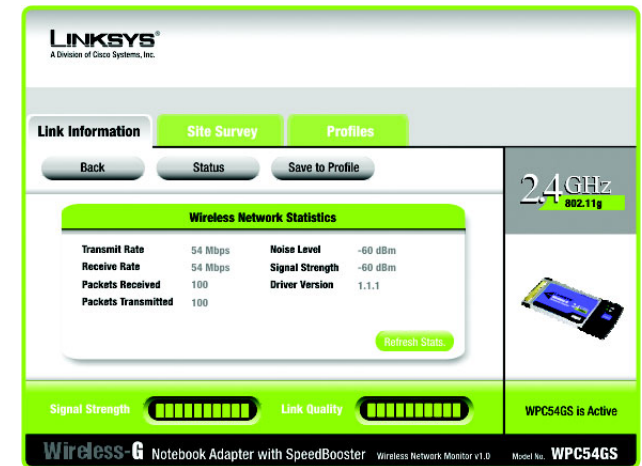 LINKSYS®
A Division of Cisco Systems, Inc.
Link Information Site Survey Profiles
Back Status Save to Profile
2.4 GHz
802.11g
Wireless Network Statistics
Transmit Rate 54 Mbps Noise Level -60 dBm
Receive Rate 54 Mbps Signal Strength -60 dBm
Packets Received 100 Driver Version 1.1.1
Packets Transmitted 100
Refresh Stats.
Signal Strength Link Quality WPC54GS is Active
Wireless-G Notebook Adapter with SpeedBooster Wireless Network Monitor v1.0 Model No. WPC54GS